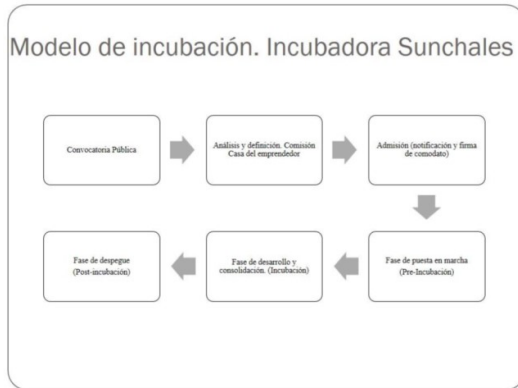 Modelo de incubación. Incubadora Sunchales
Convocatoria Pública
Análisis y definición. Comisión
Casa del emprendedor
Admisión (notificación y firma
de comodato)
Fase de puesta en marcha
(Pre-Incubación)
Fase de desarrollo y
consolidación. (Incubación)
Fase de despegue
(Post-incubación)